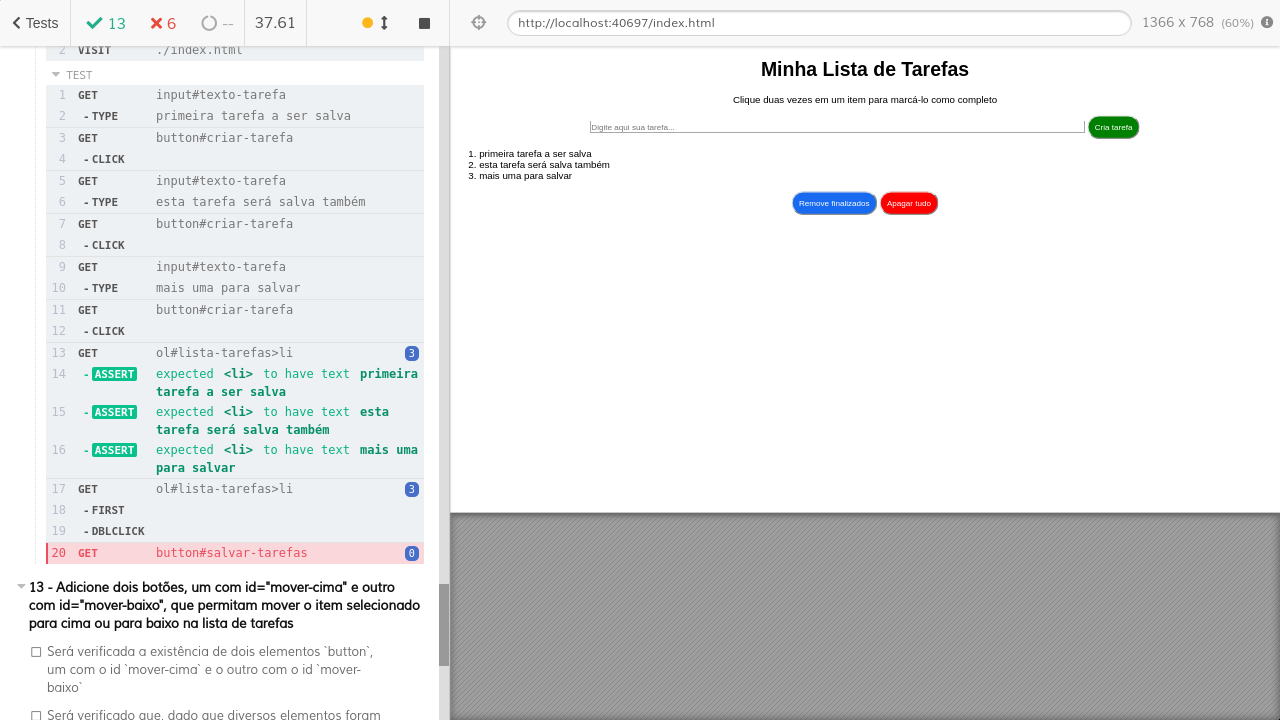 Tests
13
6
--
37.61
http://localhost:40697/index.html
1366 x 768 (60%)
2 VISIT ./index.html
TEST
1 GET input#texto-tarefa
2 -TYPE primeira tarefa a ser salva
3 GET button#criar-tarefa
4 -CLICK
5 GET input#texto-tarefa
6 -TYPE esta tarefa será salva também
7 GET button#criar-tarefa
8 -CLICK
9 GET input#texto-tarefa
10 -TYPE mais uma para salvar
11 GET button#criar-tarefa
12 -CLICK
13 GET ol#lista-tarefas>li 3
14 -ASSERT expected <li> to have text primeira
tarefa a ser salva
15 -ASSERT expected <li> to have text esta
tarefa será salva também
16 -ASSERT expected <li> to have text mais uma
para salvar
17 GET ol#lista-tarefas>li 3
18 -FIRST
19 -DBLCLICK
20 GET button#salvar-tarefas 0
13 - Adicione dois botões, um com id="mover-cima" e outro
com id="mover-baixo", que permitam mover o item selecionado
para cima ou para baixo na lista de tarefas
Será verificada a existência de dois elementos `button`,
um com o id `mover-cima` e o outro com o id `mover-
baixo`
Será verificado que, dado que diversos elementos foram
Minha Lista de Tarefas
Clique duas vezes em um item para marcá-lo como completo
Digite aqui sua tarefa...
Cria tarefa
1. primeira tarefa a ser salva
2. esta tarefa será salva também
3. mais uma para salvar
Remove finalizados
Apagar tudo